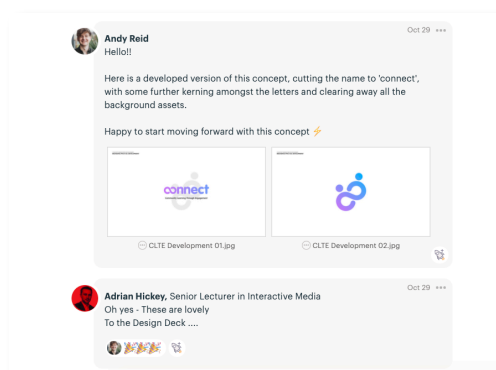 Oct 29
Andy Reid
Hello!!
Here is a developed version of this concept, cutting the name to 'connect',
with some further kerning amongst the letters and clearing away all the
background assets.
Happy to start moving forward with this concept ⚡
connect
CLTE Development 01.jpg
CLTE Development 02.jpg
Oct 29
Adrian Hickey, Senior Lecturer in Interactive Media
Oh yes - These are lovely
To the Design Deck ....